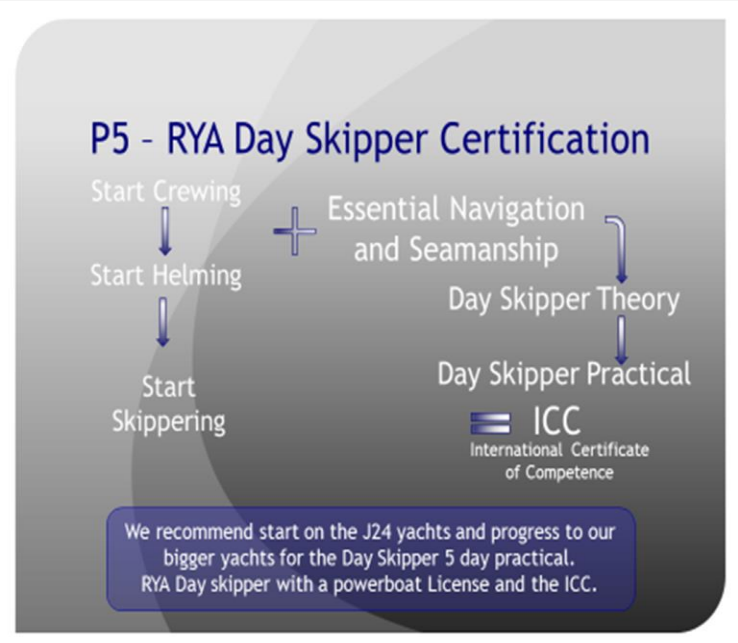 P5 - RYA Day Skipper Certification
Start Crewing
Start Helming
Start
Skippering
Essential Navigation
and Seamanship
Day Skipper Theory
Day Skipper Practical
ICC
International Certificate
of Competence
We recommend start on the J24 yachts and progress to our
bigger yachts for the Day Skipper 5 day practical.
RYA Day skipper with a powerboat License and the ICC.